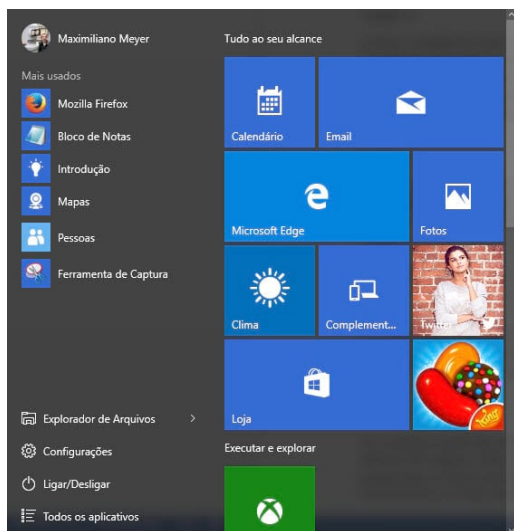 Maximiliano Meyer
Mais usados
Mozilla Firefox
Bloco de Notas
Introdução
Mapas
Pessoas
Ferramenta de Captura
Explorador de Arquivos
Configurações
Ligar/Desligar
Todos os aplicativos
Tudo ao seu alcance
Calendário
Email
Microsoft Edge
Fotos
Clima
Complement...
Twitter
Loja
King
Executar e explorar